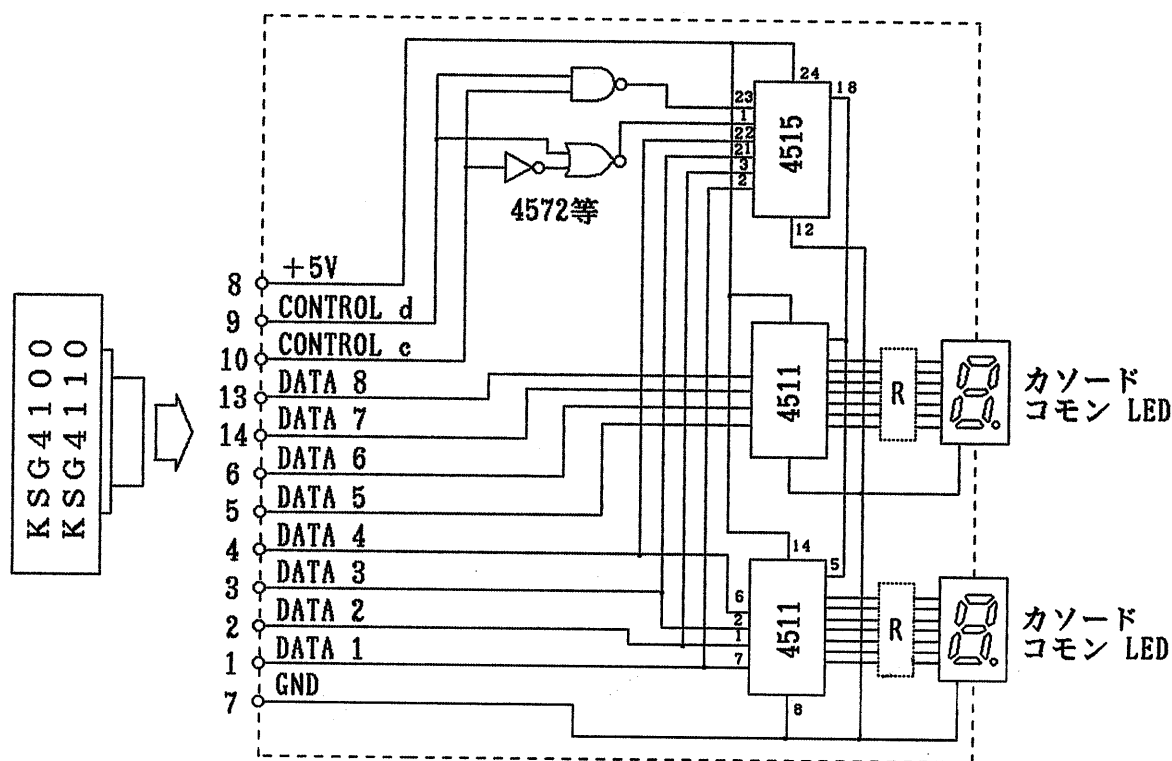 KSG4100
KSG4110
8 +5V
9 CONTROL d
10 CONTROL c
13 DATA 8
14 DATA 7
6 DATA 6
5 DATA 5
4 DATA 4
3 DATA 3
2 DATA 2
1 DATA 1
7 GND
4572等
24
18
23
1
22
21
3
2
4515
12
4511
R
カソード
コモン LED
14
5
6
2
1
7
4511
8
R
カソード
コモン LED